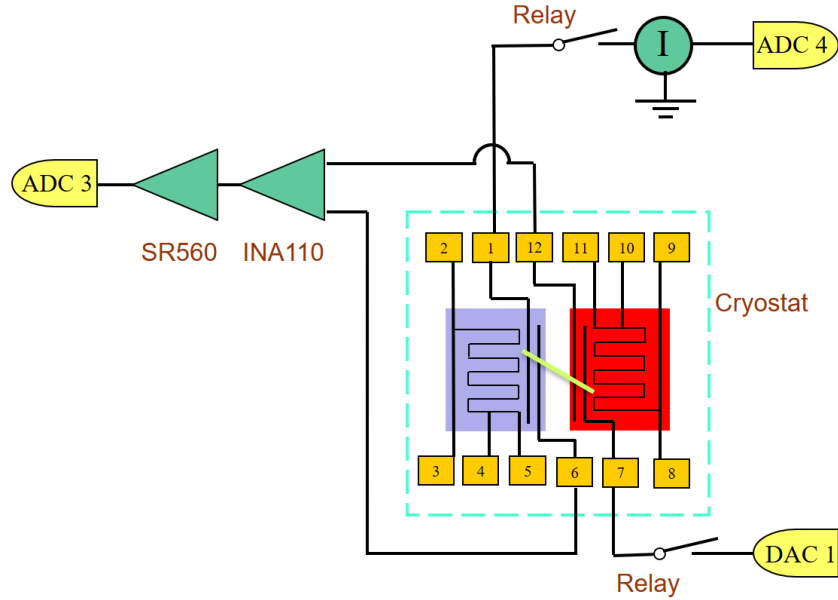 Relay
I
ADC 4
ADC 3
SR560
INA110
2
1
12
11
10
9
Cryostat
3
4
5
6
7
8
Relay
DAC 1